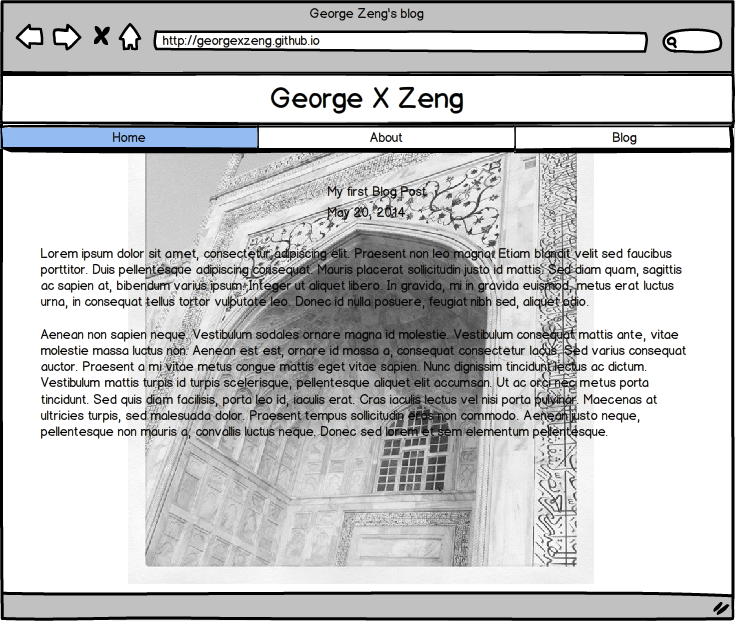 George Zeng's blog
http://georgexzeng.github.io
George X Zeng
Home About Blog
My first Blog Post
May 20, 2014
Lorem ipsum dolor sit amet, consectetur adipiscing elit. Praesent non leo magna! Etiam blandit velit sed faucibus
porttitor. Duis pellentesque adipiscing consequat. Mauris placerat sollicitudin justo id mattis. Sed diam quam, sagittis
ac sapien at, bibendum varius ipsum. Integer ut aliquet libero. In gravida, mi in gravida euismod, metus erat luctus
urna, in consequat tellus tortor vulputate leo. Donec id nulla posuere, feugiat nibh sed, aliquet odio.
Aenean non sapien neque. Vestibulum sodales ornare magna id molestie. Vestibulum consequat mattis ante, vitae
molestie massa luctus non. Aenean est est, ornare id massa a, consequat consectetur lacus. Sed varius consequat
auctor. Praesent a mi vitae metus congue mattis eget vitae sapien. Nunc dignissim tincidunt lectus ac dictum.
Vestibulum mattis turpis id turpis scelerisque, pellentesque aliquet elit accumsan. Ut ac orci nec metus porta
tincidunt. Sed quis diam facilisis, porta leo id, iaculis erat. Cras iaculis lectus vel nisi porta pulvinar. Maecenas at
ultricies turpis, sed malesuada dolor. Praesent tempus sollicitudin eros non commodo. Aenean justo neque,
pellentesque non mauris a, convallis luctus neque. Donec sed lorem et sem elementum pellentesque.